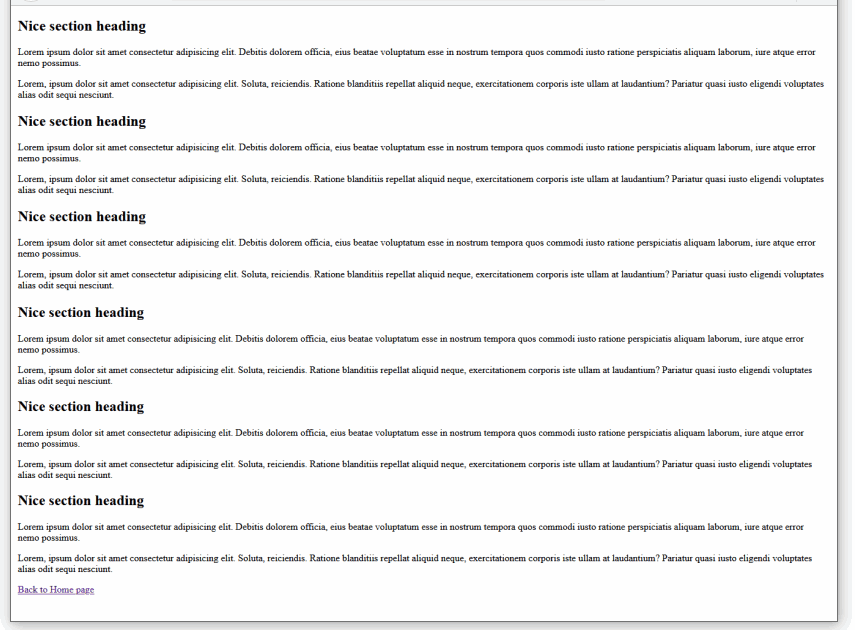 Nice section heading
Lorem ipsum dolor sit amet consectetur adipisicing elit. Debitis dolorem officia, eius beatae voluptatum esse in nostrum tempora quos commodi iusto ratione perspiciatis aliquam laborum, iure atque error
nemo possimus.
Lorem, ipsum dolor sit amet consectetur adipisicing elit. Soluta, reiciendis. Ratione blanditiis repellat aliquid neque, exercitationem corporis iste ullam at laudantium? Pariatur quasi iusto eligendi voluptates
alias odit sequi nesciunt.
Nice section heading
Lorem ipsum dolor sit amet consectetur adipisicing elit. Debitis dolorem officia, eius beatae voluptatum esse in nostrum tempora quos commodi iusto ratione perspiciatis aliquam laborum, iure atque error
nemo possimus.
Lorem, ipsum dolor sit amet consectetur adipisicing elit. Soluta, reiciendis. Ratione blanditiis repellat aliquid neque, exercitationem corporis iste ullam at laudantium? Pariatur quasi iusto eligendi voluptates
alias odit sequi nesciunt.
Nice section heading
Lorem ipsum dolor sit amet consectetur adipisicing elit. Debitis dolorem officia, eius beatae voluptatum esse in nostrum tempora quos commodi iusto ratione perspiciatis aliquam laborum, iure atque error
nemo possimus.
Lorem, ipsum dolor sit amet consectetur adipisicing elit. Soluta, reiciendis. Ratione blanditiis repellat aliquid neque, exercitationem corporis iste ullam at laudantium? Pariatur quasi iusto eligendi voluptates
alias odit sequi nesciunt.
Nice section heading
Lorem ipsum dolor sit amet consectetur adipisicing elit. Debitis dolorem officia, eius beatae voluptatum esse in nostrum tempora quos commodi iusto ratione perspiciatis aliquam laborum, iure atque error
nemo possimus.
Lorem, ipsum dolor sit amet consectetur adipisicing elit. Soluta, reiciendis. Ratione blanditiis repellat aliquid neque, exercitationem corporis iste ullam at laudantium? Pariatur quasi iusto eligendi voluptates
alias odit sequi nesciunt.
Nice section heading
Lorem ipsum dolor sit amet consectetur adipisicing elit. Debitis dolorem officia, eius beatae voluptatum esse in nostrum tempora quos commodi iusto ratione perspiciatis aliquam laborum, iure atque error
nemo possimus.
Lorem, ipsum dolor sit amet consectetur adipisicing elit. Soluta, reiciendis. Ratione blanditiis repellat aliquid neque, exercitationem corporis iste ullam at laudantium? Pariatur quasi iusto eligendi voluptates
alias odit sequi nesciunt.
Nice section heading
Lorem ipsum dolor sit amet consectetur adipisicing elit. Debitis dolorem officia, eius beatae voluptatum esse in nostrum tempora quos commodi iusto ratione perspiciatis aliquam laborum, iure atque error
nemo possimus.
Lorem, ipsum dolor sit amet consectetur adipisicing elit. Soluta, reiciendis. Ratione blanditiis repellat aliquid neque, exercitationem corporis iste ullam at laudantium? Pariatur quasi iusto eligendi voluptates
alias odit sequi nesciunt.
Back to Home page